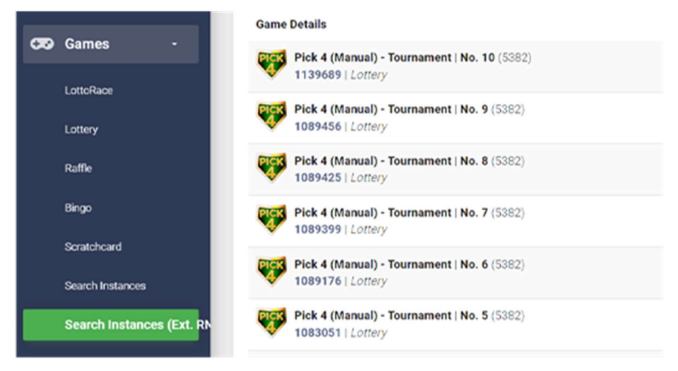 Games
LottoRace
Lottery
Raffle
Bingo
Scratchcard
Search Instances
Search Instances (Ext. RN
Game Details
PICK 4
Pick 4 (Manual) - Tournament | No. 10 (5382)
1139689 | Lottery
PICK 4
Pick 4 (Manual) - Tournament | No. 9 (5382)
1089456 | Lottery
PICK 4
Pick 4 (Manual) - Tournament | No. 8 (5382)
1089425 | Lottery
PICK 4
Pick 4 (Manual) - Tournament | No. 7 (5382)
1089399 | Lottery
PICK 4
Pick 4 (Manual) - Tournament | No. 6 (5382)
1089176 | Lottery
PICK 4
Pick 4 (Manual) - Tournament | No. 5 (5382)
1083051 | Lottery